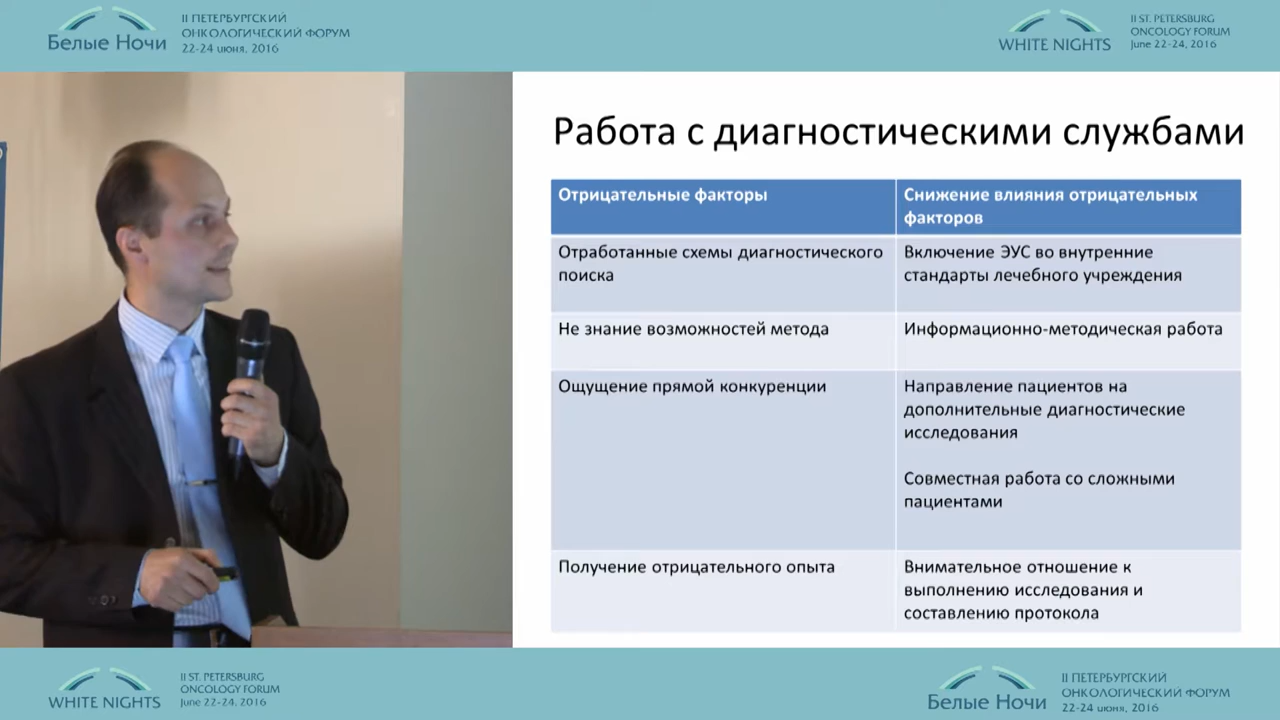 Белые Ночи
II ПЕТЕРБУРГСКИЙ
ОНКОЛОГИЧЕСКИЙ ФОРУМ
22-24 июня, 2016
WHITE NIGHTS
II ST. PETERSBURG
ONCOLOGY FORUM
June 22-24, 2016
Работа с диагностическими службами
Отрицательные факторы
Снижение влияния отрицательных
факторов
Отработанные схемы диагностического
поиска
Включение ЭУС во внутренние
стандарты лечебного учреждения
Не знание возможностей метода
Информационно-методическая работа
Ощущение прямой конкуренции
Направление пациентов на
дополнительные диагностические
исследования
Совместная работа со сложными
пациентами
Получение отрицательного опыта
Внимательное отношение к
выполнению исследования и
составлению протокола
WHITE NIGHTS
II ST. PETERSBURG
ONCOLOGY FORUM
June 22-24, 2016
Белые Ночи
II ПЕТЕРБУРГСКИЙ
ОНКОЛОГИЧЕСКИЙ ФОРУМ
22-24 июня, 2016